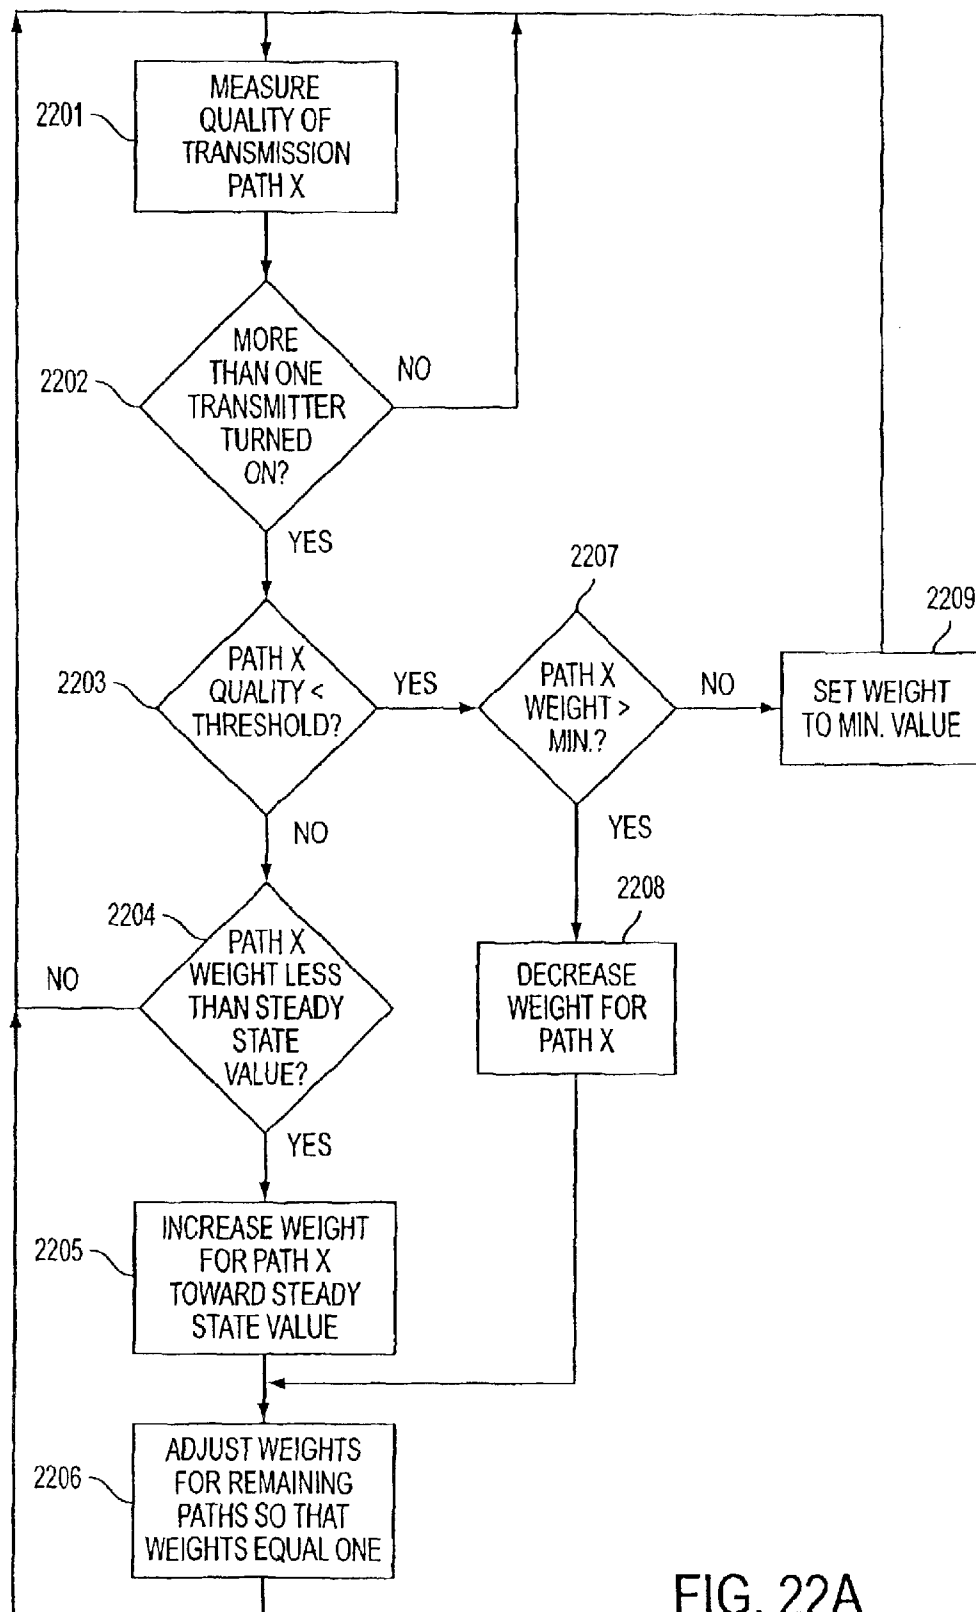 2201
MEASURE
QUALITY OF
TRANSMISSION
PATH X
2202
MORE
THAN ONE
TRANSMITTER
TURNED
ON?
NO
YES
2203
PATH X
QUALITY <
THRESHOLD?
YES
NO
2207
PATH X
WEIGHT >
MIN.?
NO
YES
2209
SET WEIGHT
TO MIN. VALUE
2208
DECREASE
WEIGHT FOR
PATH X
2204
PATH X
WEIGHT LESS
THAN STEADY
STATE
VALUE?
NO
YES
2205
INCREASE WEIGHT
FOR PATH X
TOWARD STEADY
STATE VALUE
2206
ADJUST WEIGHTS
FOR REMAINING
PATHS SO THAT
WEIGHTS EQUAL ONE
FIG. 22A